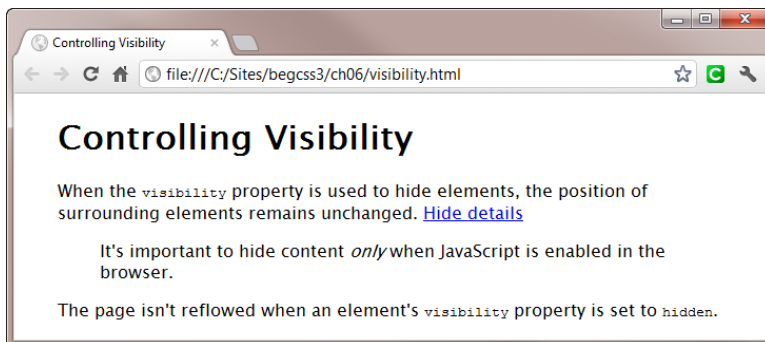 Controlling Visibility
file:///C:/Sites/begcss3/ch06/visibility.html
Controlling Visibility
When the visibility property is used to hide elements, the position of
surrounding elements remains unchanged. Hide details
It's important to hide content only when JavaScript is enabled in the
browser.
The page isn't reflowed when an element's visibility property is set to hidden.